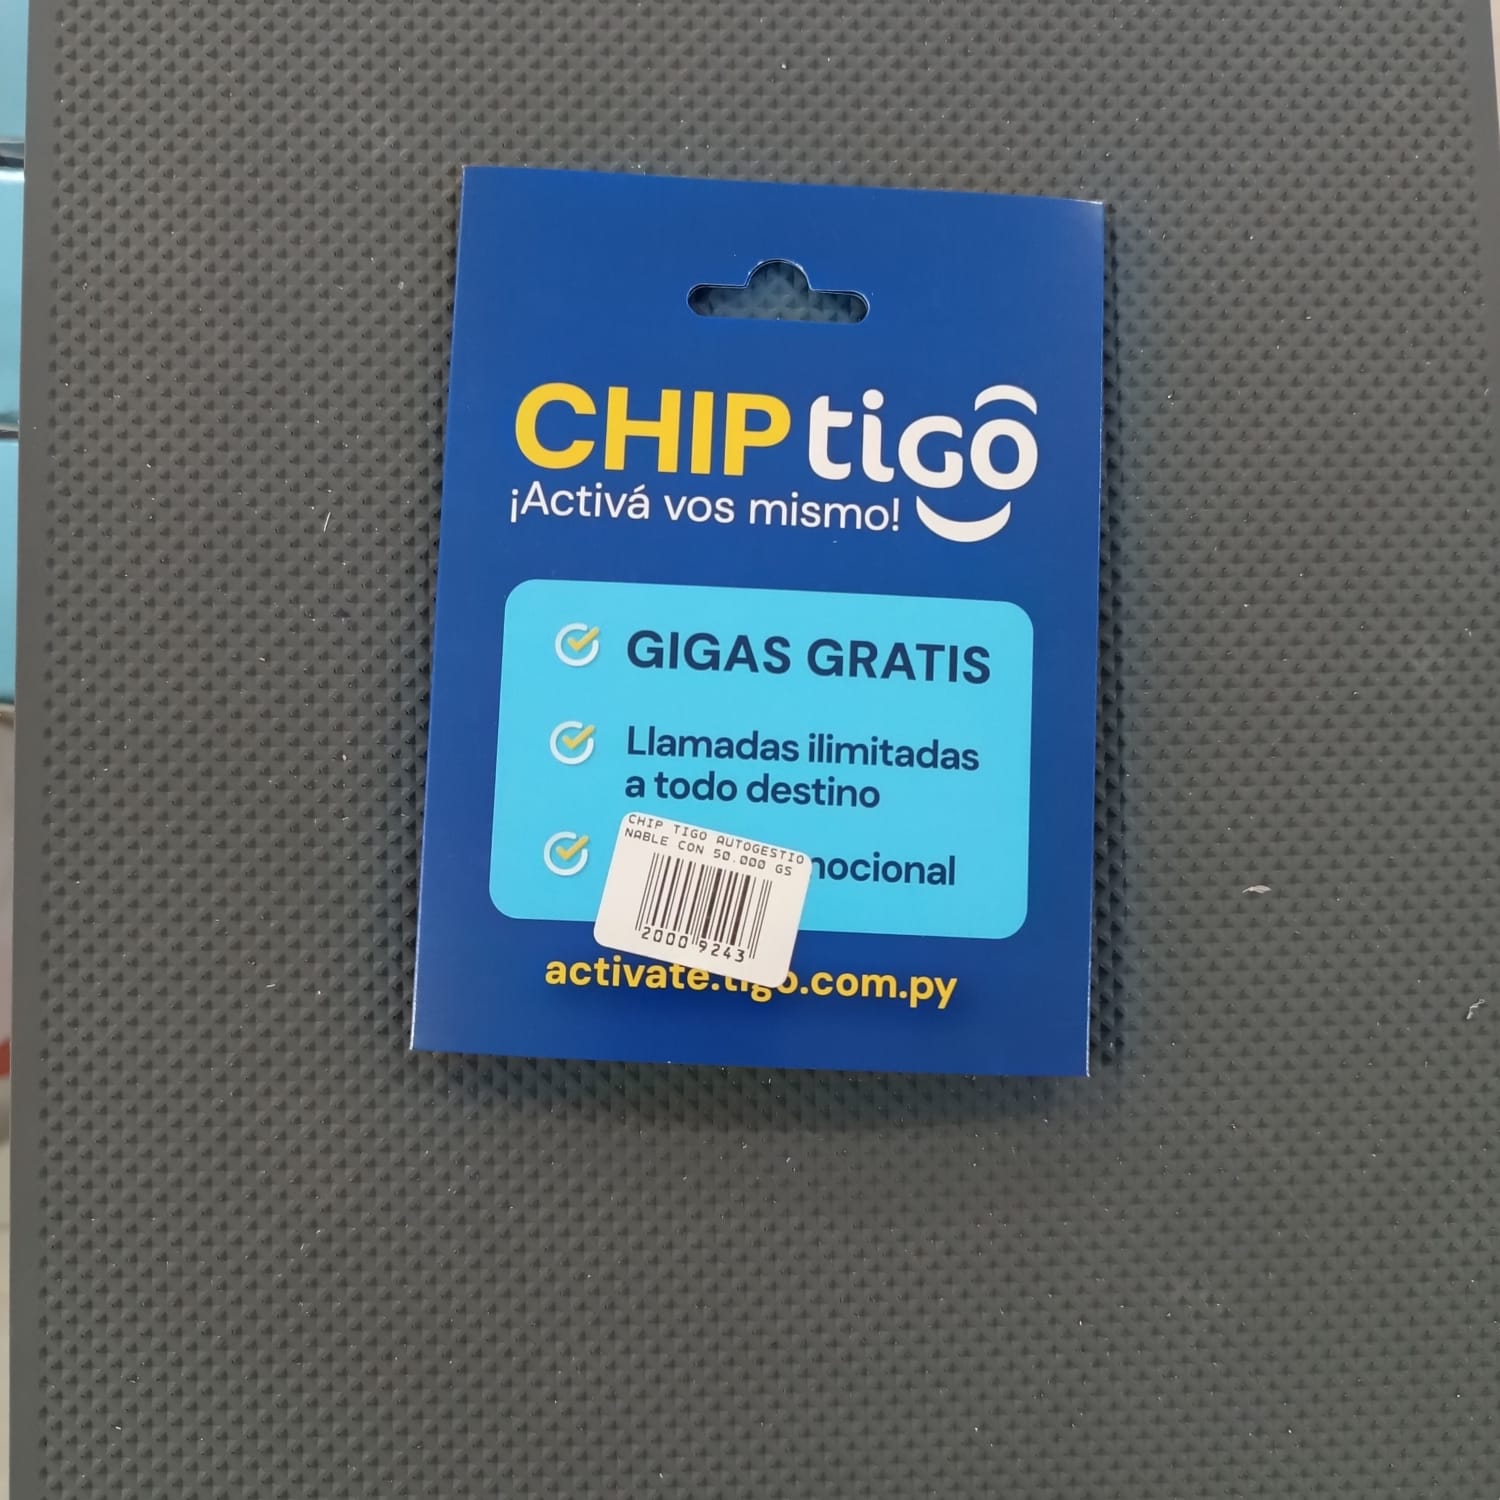 CHIP tigo
¡Activá vos mismo!
GIGAS GRATIS
Llamadas ilimitadas
a todo destino
CHIP TIGO AUTOGESTIO
NABLE CON 50.000 GS
2000 9243
activate.tigo.com.py